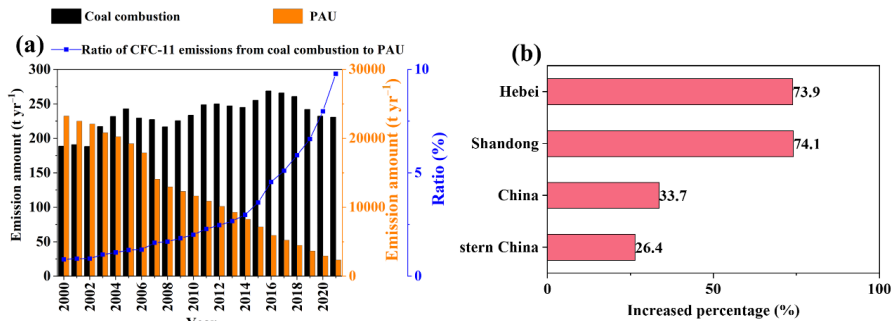 Coal combustion
PAU
Ratio of CFC-11 emissions from coal combustion to PAU
(a)
Emission amount (t yr⁻¹)
300
250
200
150
100
50
0
30000
20000
10000
0
Emission amount (t yr⁻¹)
10
5
0
Ratio (%)
2000
2002
2004
2006
2008
2010
2012
2014
2016
2018
2020
(b)
Hebei
73.9
Shandong
74.1
China
33.7
stern China
26.4
0
50
100
Increased percentage (%)